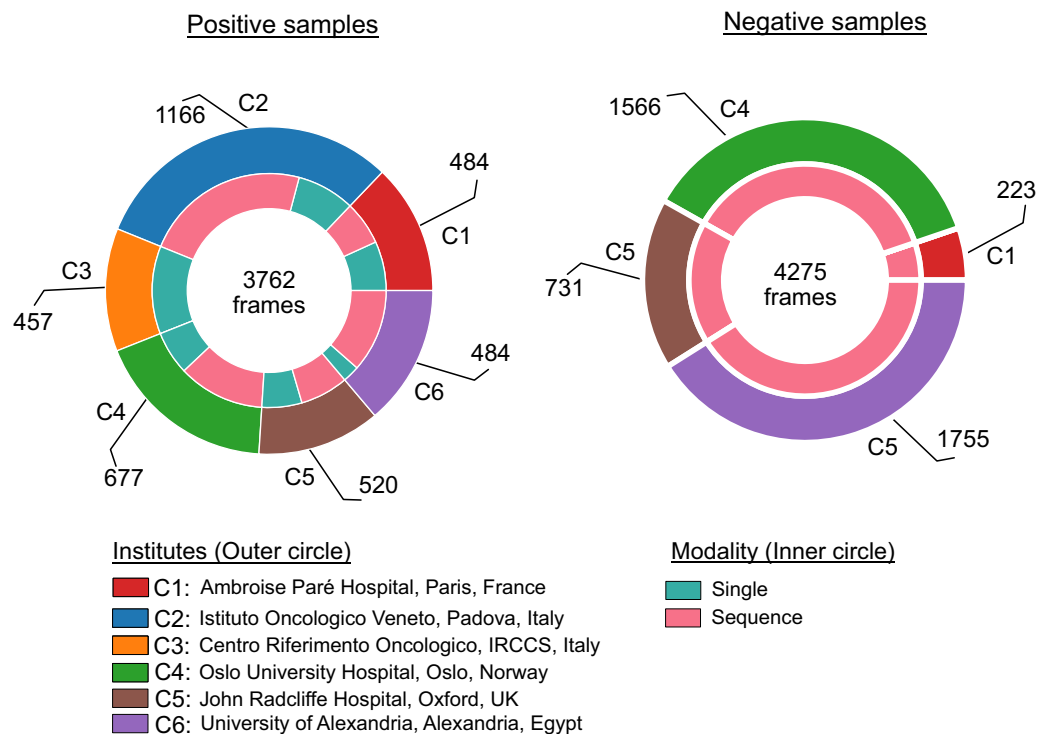 Positive samples
Negative samples
1166
C2
484
C1
C3
457
3762
frames
484
C6
C4
677
C5
520
1566
C4
223
C1
C5
731
4275
frames
C5
1755
Institutes (Outer circle)
C1: Ambroise Paré Hospital, Paris, France
C2: Istituto Oncologico Veneto, Padova, Italy
C3: Centro Riferimento Oncologico, IRCCS, Italy
C4: Oslo University Hospital, Oslo, Norway
C5: John Radcliffe Hospital, Oxford, UK
C6: University of Alexandria, Alexandria, Egypt
Modality (Inner circle)
Single
Sequence